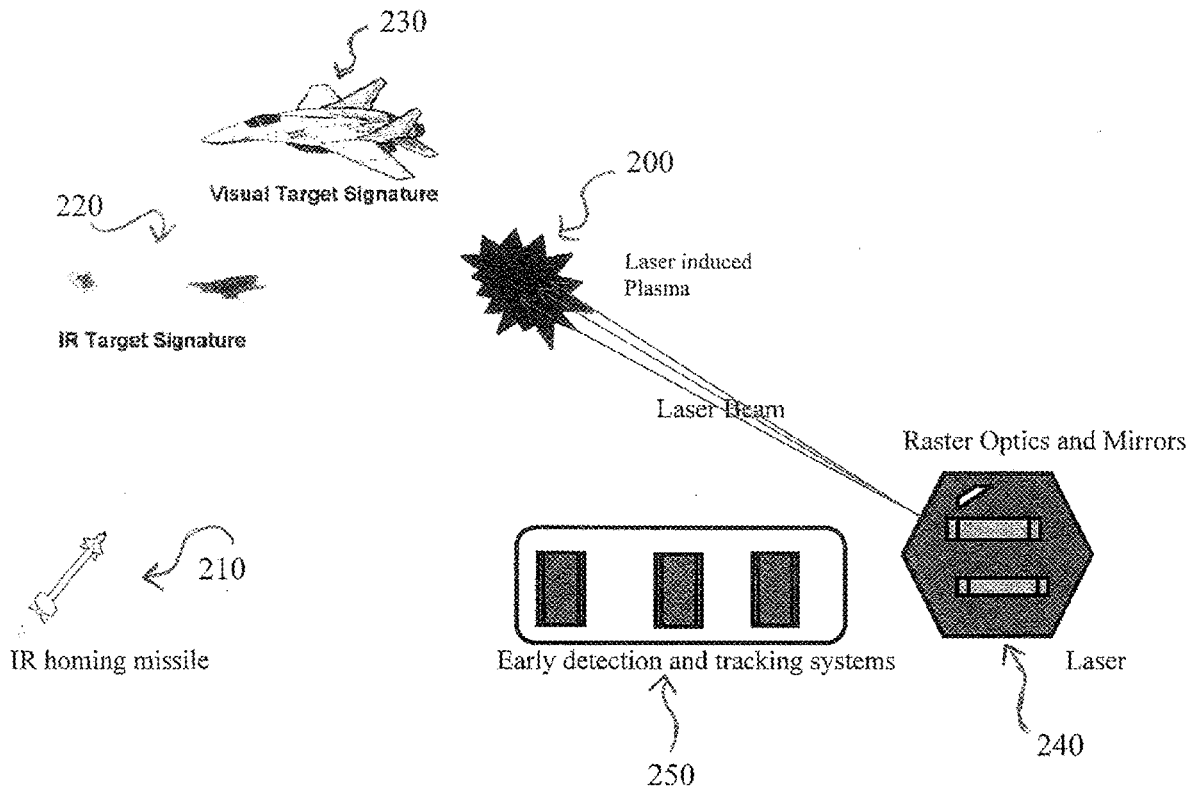 230
Visual Target Signature
200
220
Laser induced
Plasma
IR Target Signature
Laser Beam
Raster Optics and Mirrors
210
IR homing missile
Early detection and tracking systems
Laser
240
250